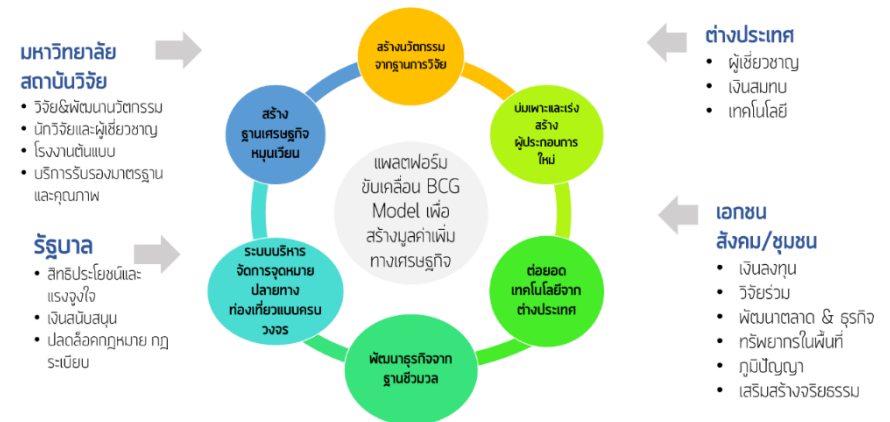 มหาวิทยาลัย
สถาบันวิจัย
• วิจัย&พัฒนานวัตกรรม
• นักวิจัยและผู้เชี่ยวชาญ
• โรงงานต้นแบบ
• บริการรับรองมาตรฐาน
และคุณภาพ
รัฐบาล
• สิทธิประโยชน์และ
แรงจูงใจ
• เงินสนับสนุน
• ปลดล็อคกฎหมาย กฎ
ระเบียบ
สร้างนวัตกรรม
จากฐานการวิจัย
บ่มเพาะและเร่ง
สร้าง
ผู้ประกอบการ
ใหม่
ต่อยอด
เทคโนโลยีจาก
ต่างประเทศ
พัฒนาธุรกิจจาก
ฐานชีวมวล
ระบบบริหาร
จัดการจุดหมาย
ปลายทาง
ท่องเที่ยวแบบครบ
วงจร
สร้าง
ฐานเศรษฐกิจ
หมุนเวียน
แพลตฟอร์ม
ขับเคลื่อน BCG
Model เพื่อ
สร้างมูลค่าเพิ่ม
ทางเศรษฐกิจ
ต่างประเทศ
• ผู้เชี่ยวชาญ
• เงินสมทบ
• เทคโนโลยี
เอกชน
สังคม/ชุมชน
• เงินลงทุน
• วิจัยร่วม
• พัฒนาตลาด & ธุรกิจ
• ทรัพยากรในพื้นที่
• ภูมิปัญญา
• เสริมสร้างจริยธรรม